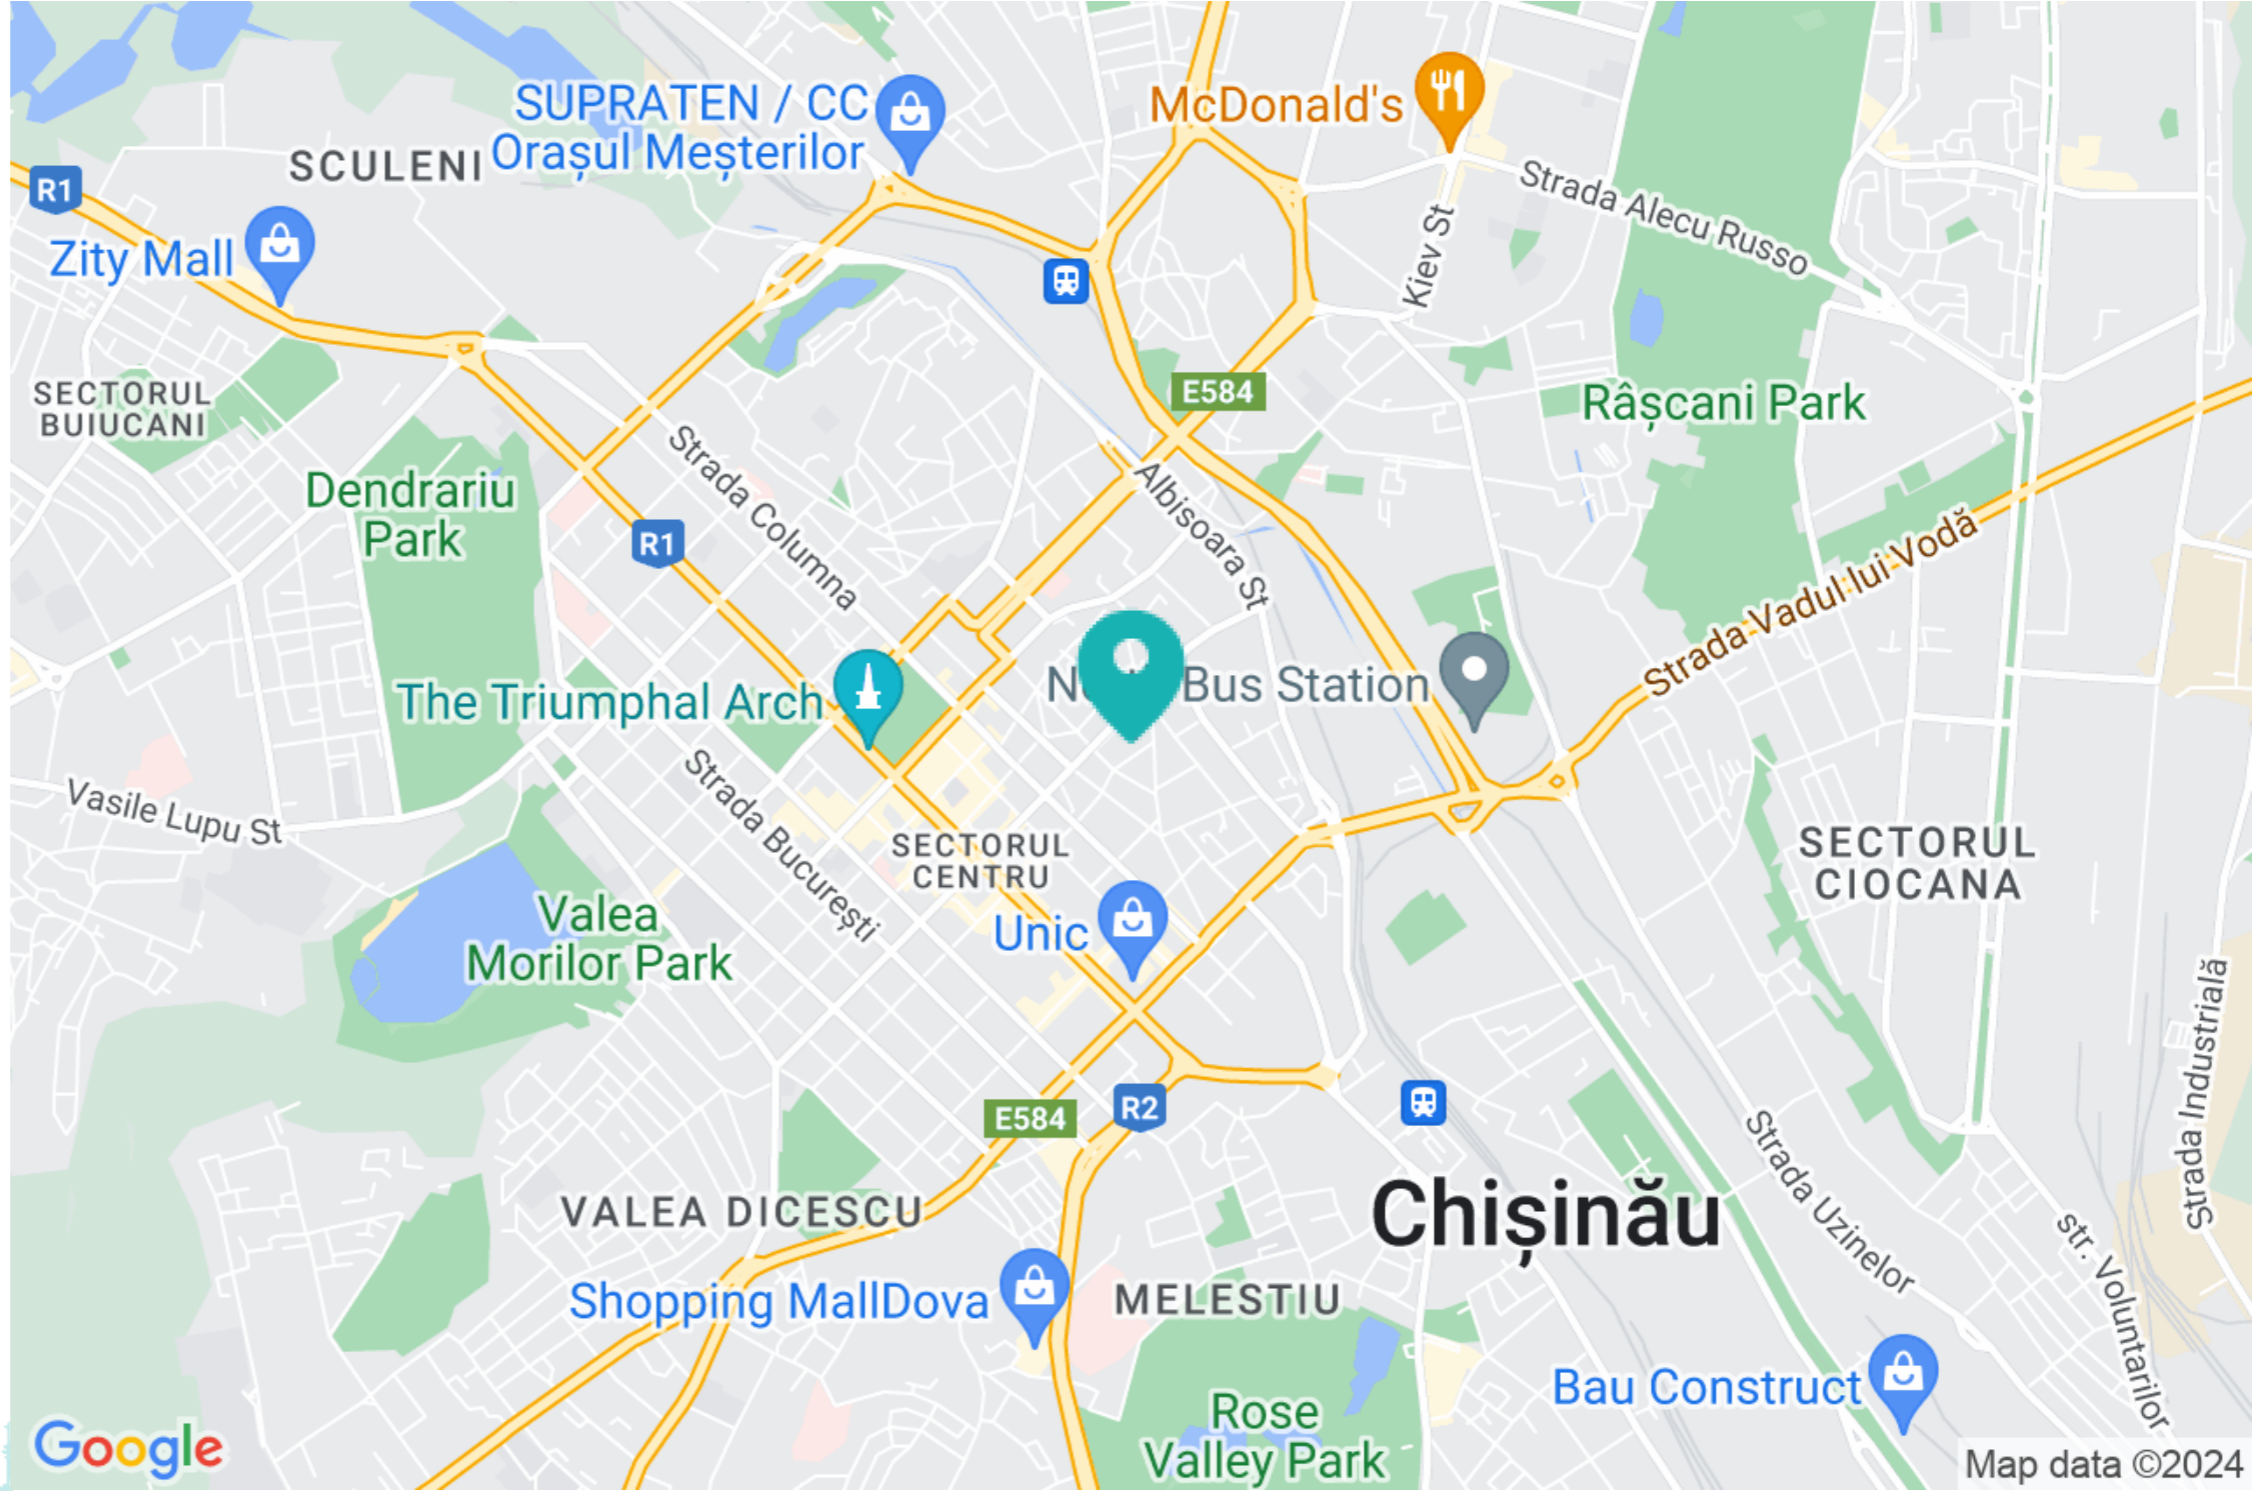 SUPRATEN / CC
Orașul Meșterilor
McDonald's
SCULENI
R1
Zity Mall
Strada Alecu Russo
Kiev St
SECTORUL
BUIUCANI
E584
Râșcani Park
Dendrariu
Park
Strada Columna
R1
Albișoara St
Strada Vadul lui Vodă
The Triumphal Arch
Bus Station
Vasile Lupu St
Strada București
SECTORUL
CENTRU
SECTORUL
CIOCANA
Valea
Morilor Park
Unic
Strada Industrială
E584
R2
Strada Uzinelor
VALEA DICESCU
Chișinău
str. Voluntarilor
Shopping MallDova
MELESTIU
Bau Construct
Rose
Valley Park
Google
Map data ©2024